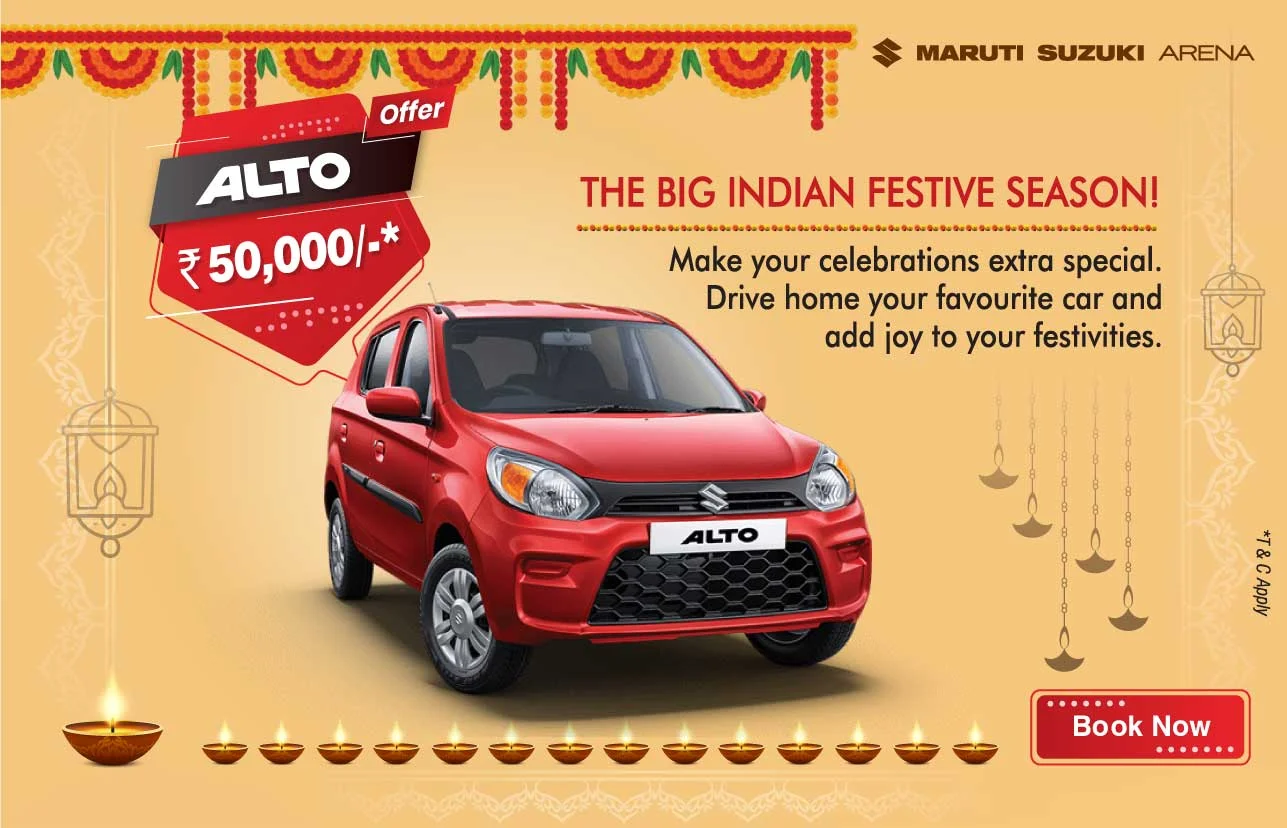 MARUTI SUZUKI ARENA
Offer
ALTO
₹ 50,000/-*
THE BIG INDIAN FESTIVE SEASON!
Make your celebrations extra special.
Drive home your favourite car and
add joy to your festivities.
ALTO
*T & C Apply
Book Now